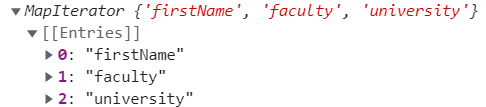 ▼ MapIterator {'firstName', 'faculty', 'university'}
▼ [[Entries]]
▶ 0: "firstName"
▶ 1: "faculty"
▶ 2: "university"